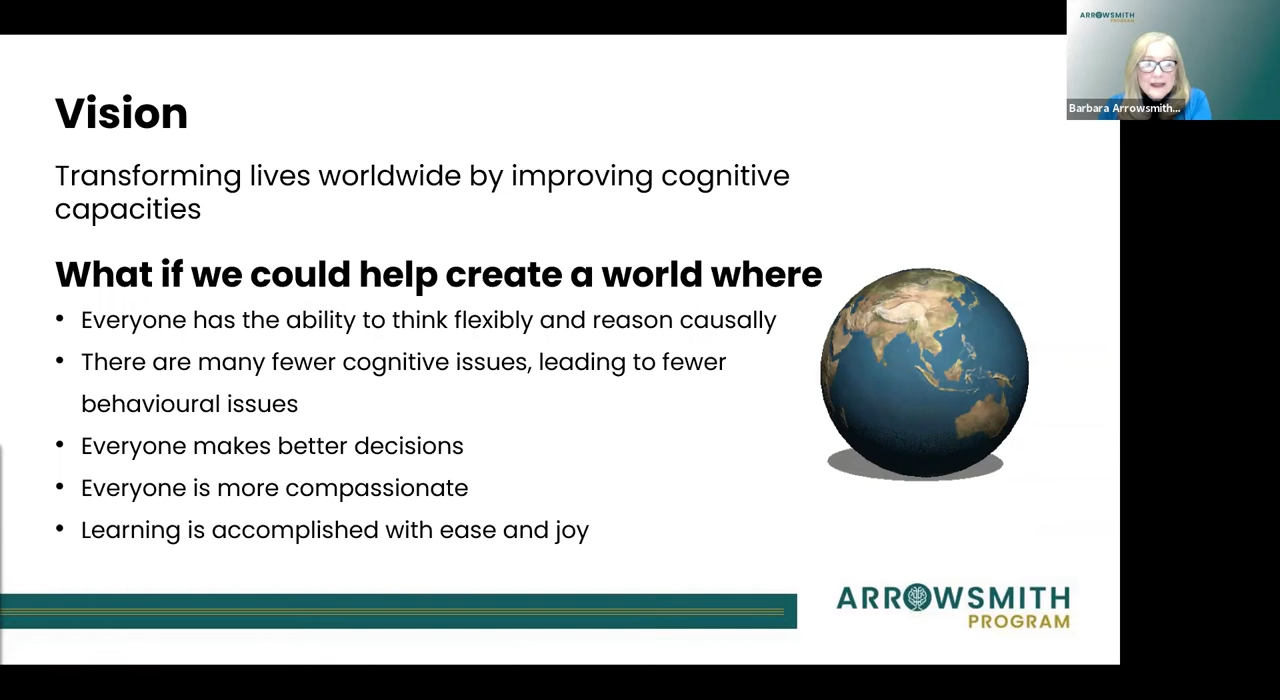 ARROWSMITH
PROGRAM
Barbara Arrowsmith...
Vision
Transforming lives worldwide by improving cognitive
capacities
What if we could help create a world where
• Everyone has the ability to think flexibly and reason causally
• There are many fewer cognitive issues, leading to fewer
behavioural issues
• Everyone makes better decisions
• Everyone is more compassionate
• Learning is accomplished with ease and joy
ARROWSMITH
PROGRAM